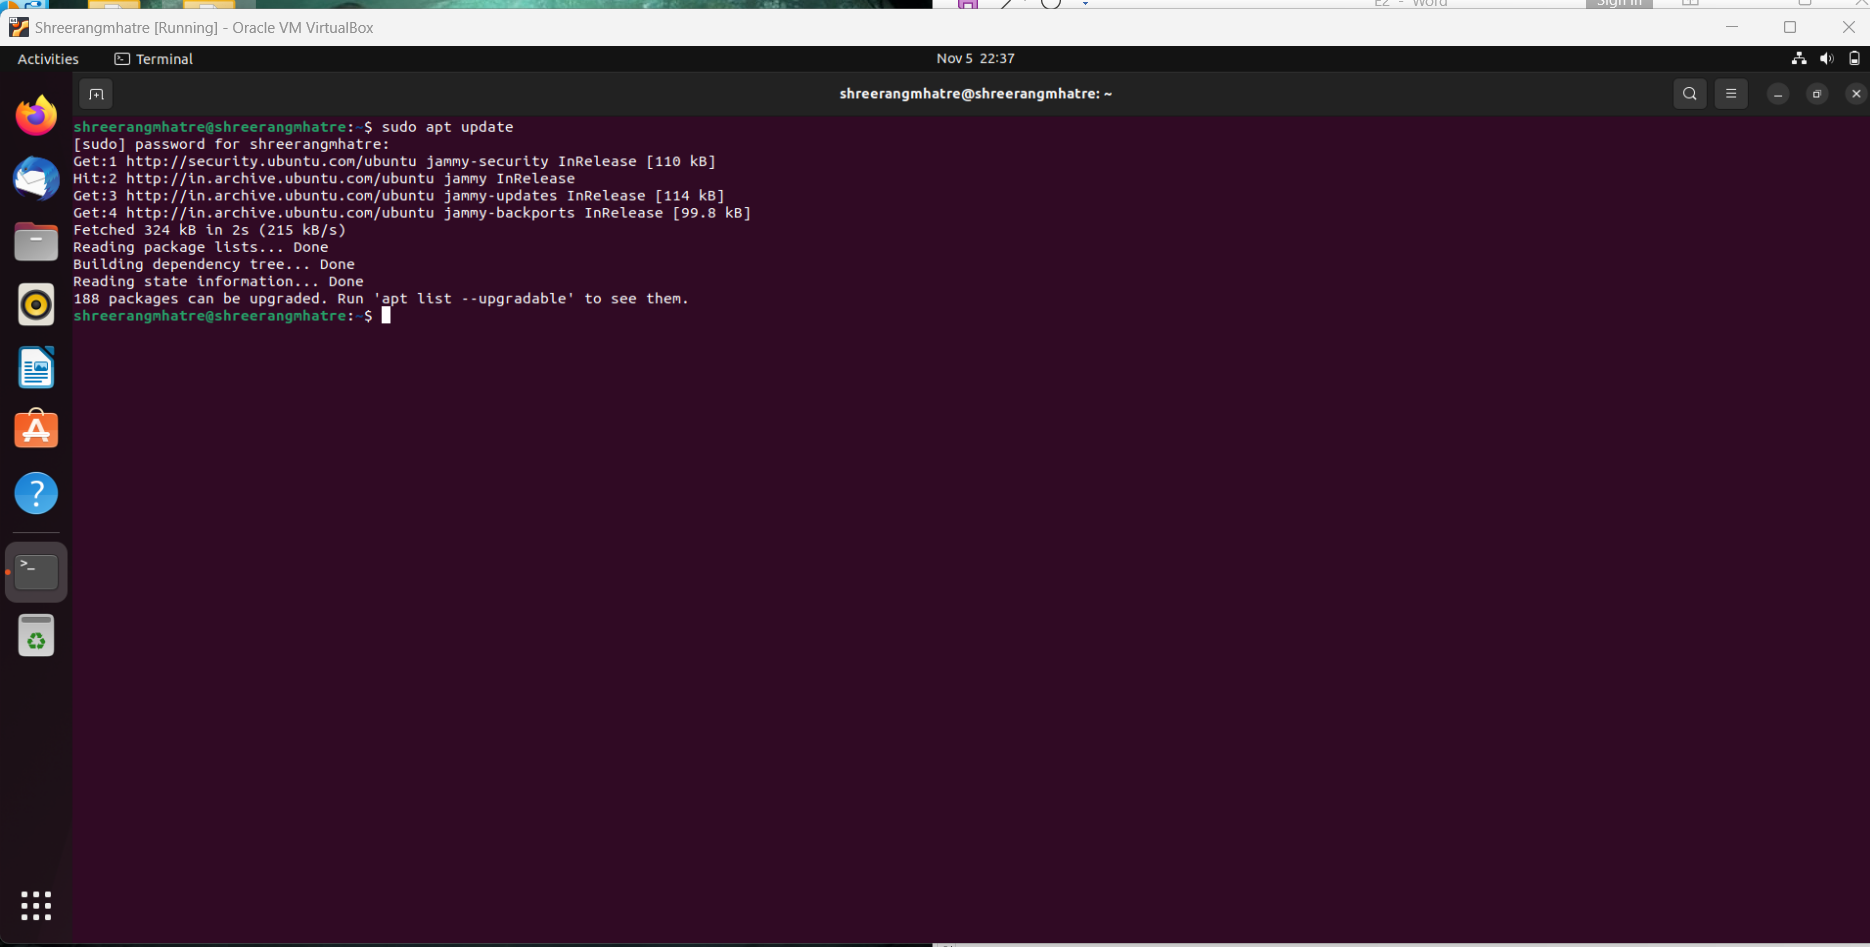 E2 - Word
Sign in
Shreerangmhatre [Running] - Oracle VM VirtualBox
Activities
Terminal
Nov 5 22:37
shreerangmhatre@shreerangmhatre: ~
shreerangmhatre@shreerangmhatre:~$ sudo apt update
[sudo] password for shreerangmhatre:
Get:1 http://security.ubuntu.com/ubuntu jammy-security InRelease [110 kB]
Hit:2 http://in.archive.ubuntu.com/ubuntu jammy InRelease
Get:3 http://in.archive.ubuntu.com/ubuntu jammy-updates InRelease [114 kB]
Get:4 http://in.archive.ubuntu.com/ubuntu jammy-backports InRelease [99.8 kB]
Fetched 324 kB in 2s (215 kB/s)
Reading package lists... Done
Building dependency tree... Done
Reading state information... Done
188 packages can be upgraded. Run 'apt list --upgradable' to see them.
shreerangmhatre@shreerangmhatre:~$